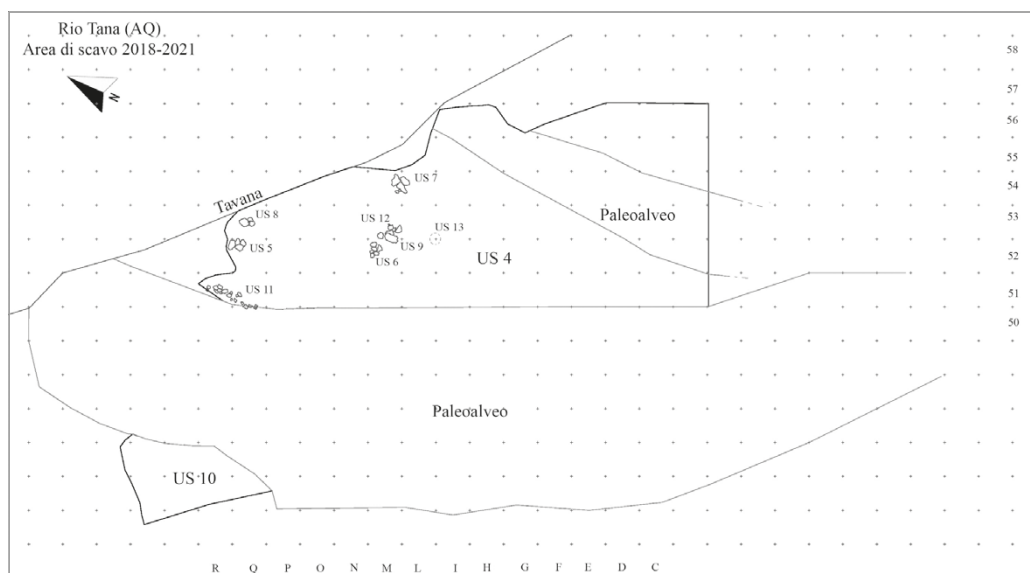 Rio Tana (AQ)
Area di scavo 2018-2021
N
58
57
56
55
54
53
52
51
50
Tavana
US 7
US 8
US 5
US 12
US 13
US 9
US 6
US 4
Paleoalveo
US 11
Paleoalveo
US 10
R Q P O N M L I H G F E D C